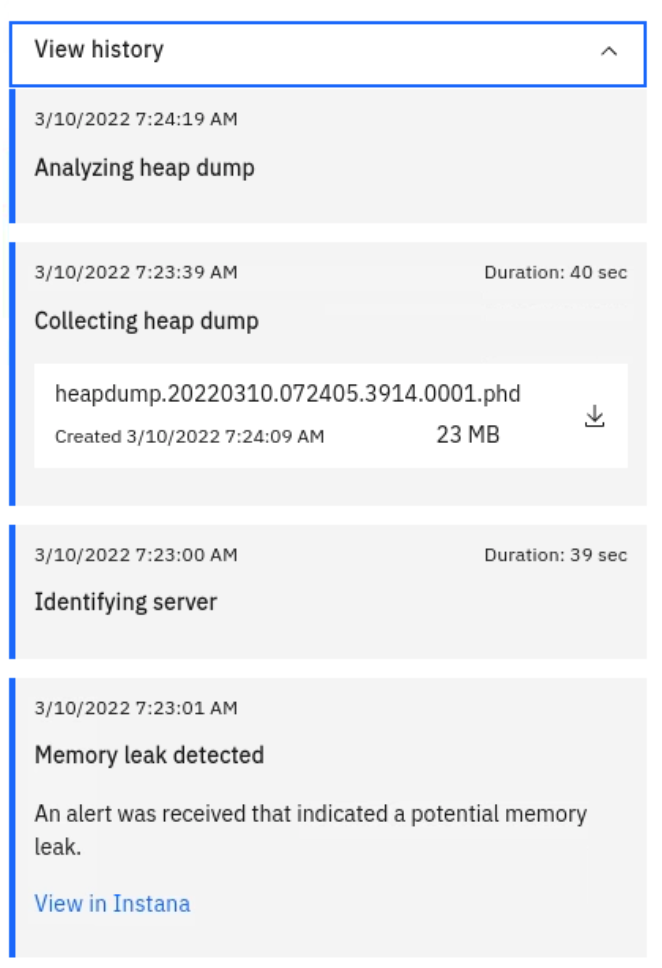 View history
3/10/2022 7:24:19 AM
Analyzing heap dump
3/10/2022 7:23:39 AM Duration: 40 sec
Collecting heap dump
heapdump.20220310.072405.3914.0001.phd
Created 3/10/2022 7:24:09 AM 23 MB
3/10/2022 7:23:00 AM Duration: 39 sec
Identifying server
3/10/2022 7:23:01 AM
Memory leak detected
An alert was received that indicated a potential memory
leak.
View in Instana